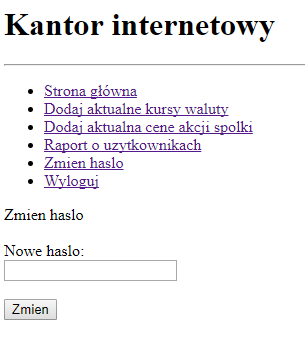 Kantor internetowy
Strona główna
Dodaj aktualne kursy waluty
Dodaj aktualna cene akcji spolki
Raport o uzytkownikach
Zmien haslo
Wyloguj
Zmien haslo
Nowe haslo:
Zmien